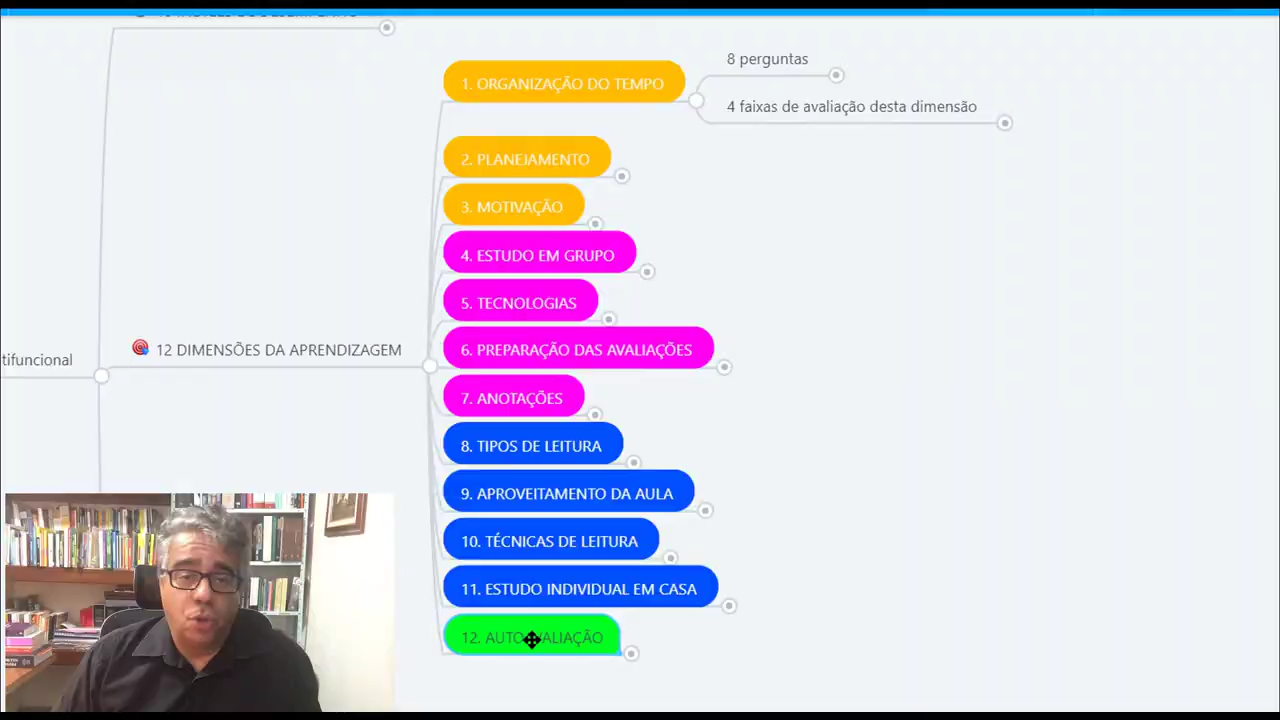 1. ORGANIZAÇÃO DO TEMPO
8 perguntas
4 faixas de avaliação desta dimensão
2. PLANEJAMENTO
3. MOTIVAÇÃO
4. ESTUDO EM GRUPO
5. TECNOLOGIAS
tifuncional
12 DIMENSÕES DA APRENDIZAGEM
6. PREPARAÇÃO DAS AVALIAÇÕES
7. ANOTAÇÕES
8. TIPOS DE LEITURA
9. APROVEITAMENTO DA AULA
10. TÉCNICAS DE LEITURA
11. ESTUDO INDIVIDUAL EM CASA
12. AUTOAVALIAÇÃO